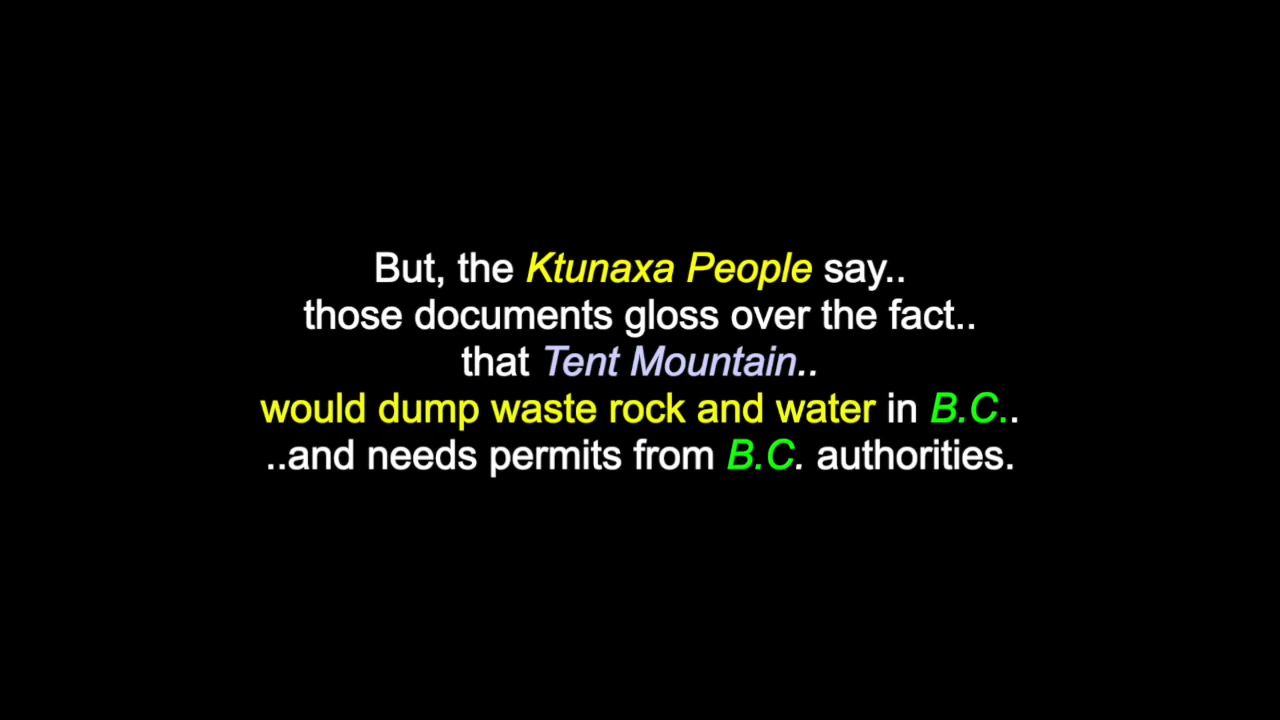 But, the Ktunaxa People say..
those documents gloss over the fact..
that Tent Mountain..
would dump waste rock and water in B.C..
..and needs permits from B.C. authorities.